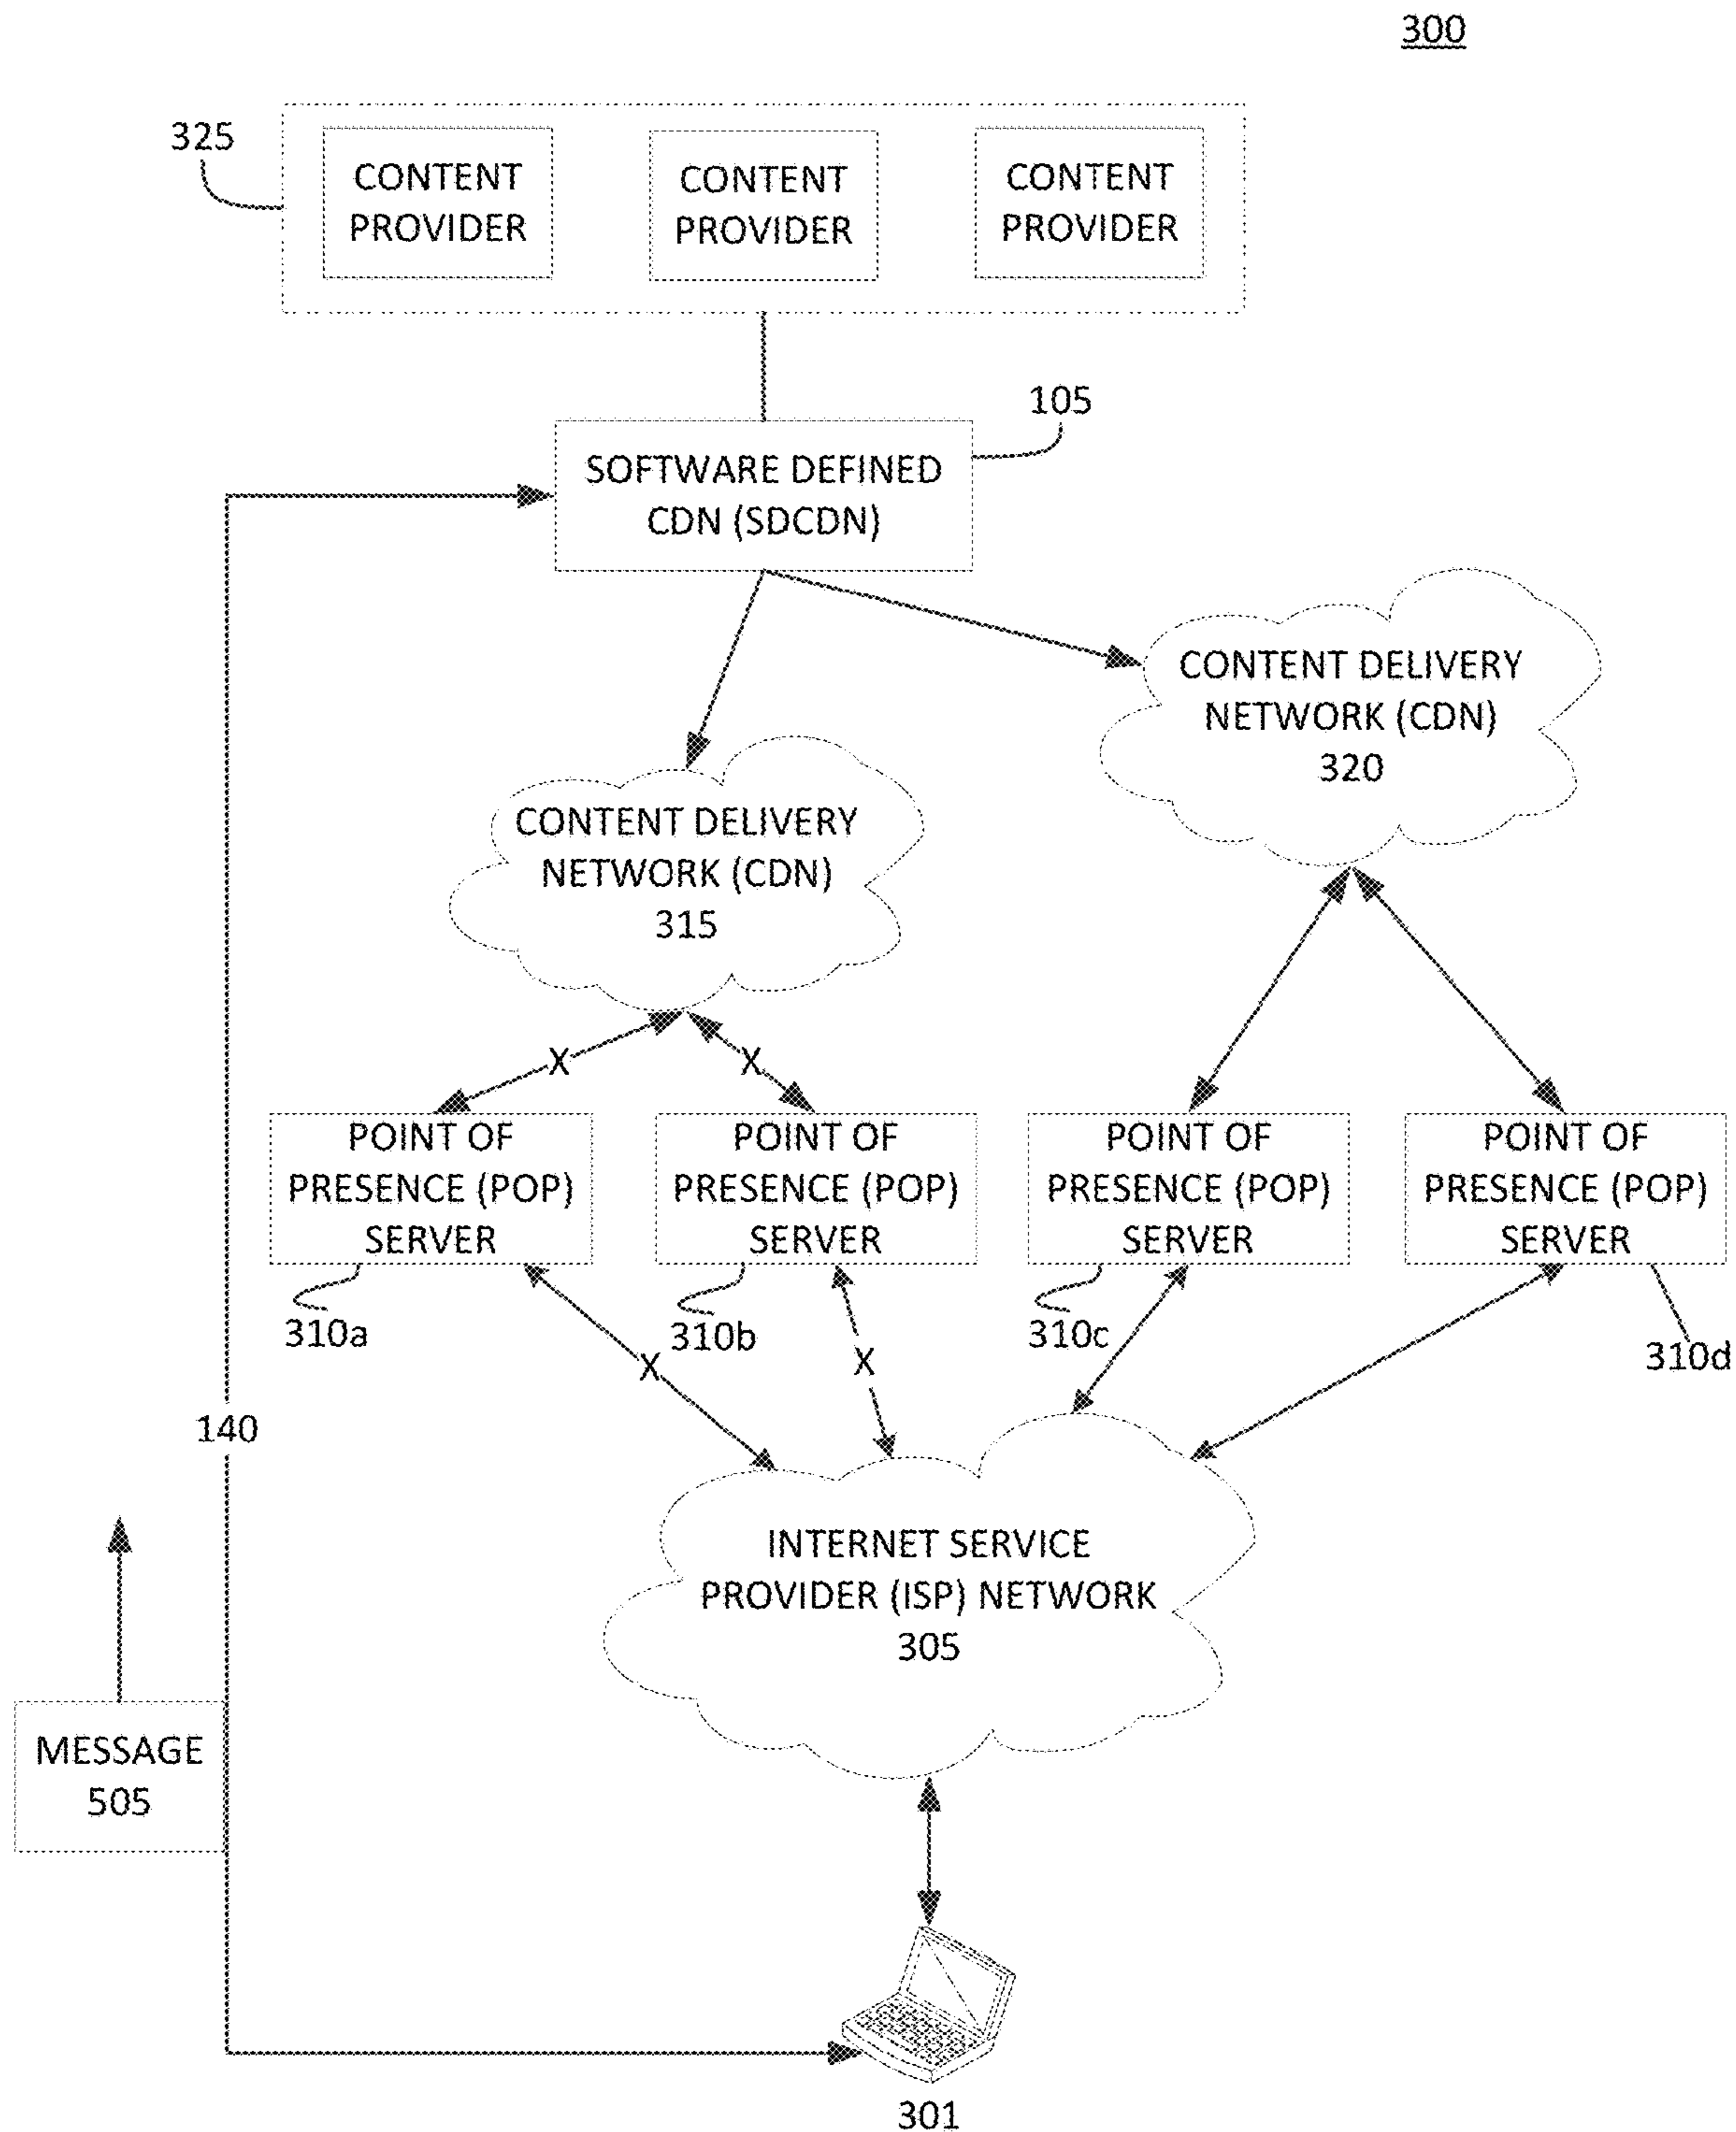 300
325
CONTENT
PROVIDER
CONTENT
PROVIDER
CONTENT
PROVIDER
105
SOFTWARE DEFINED
CDN (SDCDN)
CONTENT DELIVERY
NETWORK (CDN)
320
CONTENT DELIVERY
NETWORK (CDN)
315
X
X
POINT OF
PRESENCE (POP)
SERVER
POINT OF
PRESENCE (POP)
SERVER
POINT OF
PRESENCE (POP)
SERVER
POINT OF
PRESENCE (POP)
SERVER
310a
310b
310c
310d
X
X
140
INTERNET SERVICE
PROVIDER (ISP) NETWORK
305
MESSAGE
505
301